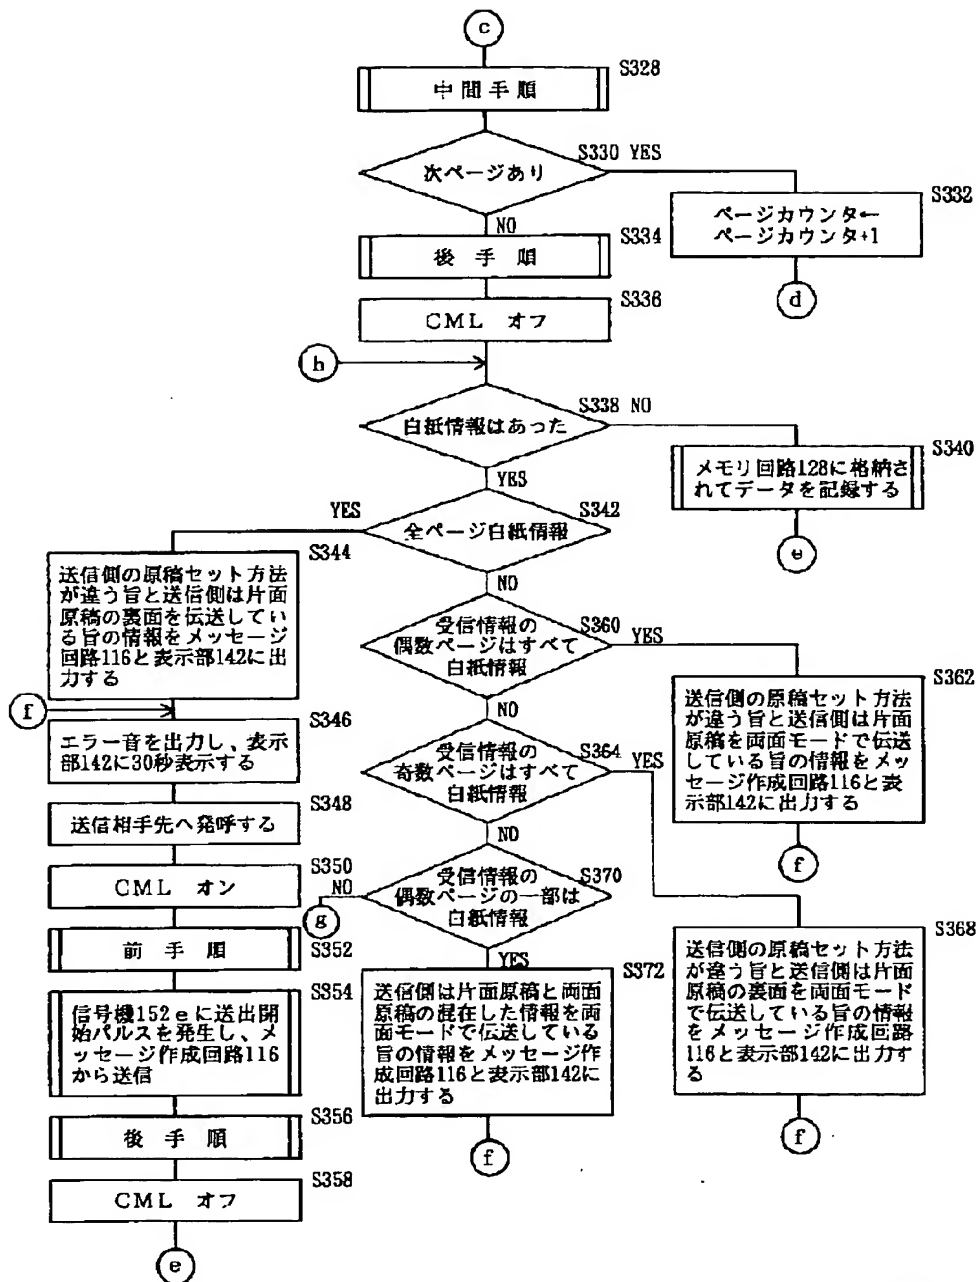 c
S328
中間手順
S330 YES
次ページあり
S332
ページカウンタ←
ページカウンタ+1
d
NO
S334
後手順
S336
CML オフ
h
S338 NO
白紙情報はあった
S340
メモリ回路128に格納さ
れてデータを記録する
e
YES
S342
YES
全ページ白紙情報
S344
送信側の原稿セット方法
が違う旨と送信側は片面
原稿の裏面を伝送してい
る旨の情報をメッセージ
回路116と表示部142に出
力する
NO
S360
YES
受信情報の
偶数ページはすべて
白紙情報
S362
送信側の原稿セット方法
が違う旨と送信側は片面
原稿を両面モードで伝送
している旨の情報をメッ
セージ作成回路116と表
示部142に出力する
f
f
S346
エラー音を出力し、表示
部142に30秒表示する
NO
S364
YES
受信情報の
奇数ページはすべて
白紙情報
S348
送信相手先へ発呼する
S350
CML オン
NO
S370
NO
受信情報の
偶数ページの一部は
白紙情報
g
S368
送信側の原稿セット方法
が違う旨と送信側は片面
原稿の裏面を両面モード
で伝送している旨の情報
をメッセージ作成回路
116と表示部142に出力す
る
f
S352
前手順
YES
S372
送信側は片面原稿と両面
原稿の混在した情報を両
面モードで伝送している
旨の情報をメッセージ作
成回路116と表示部142に
出力する
f
S354
信号機152eに送出開
始パルスを発生し、メ
ッセージ作成回路116
から送信
S356
後手順
S358
CML オフ
e